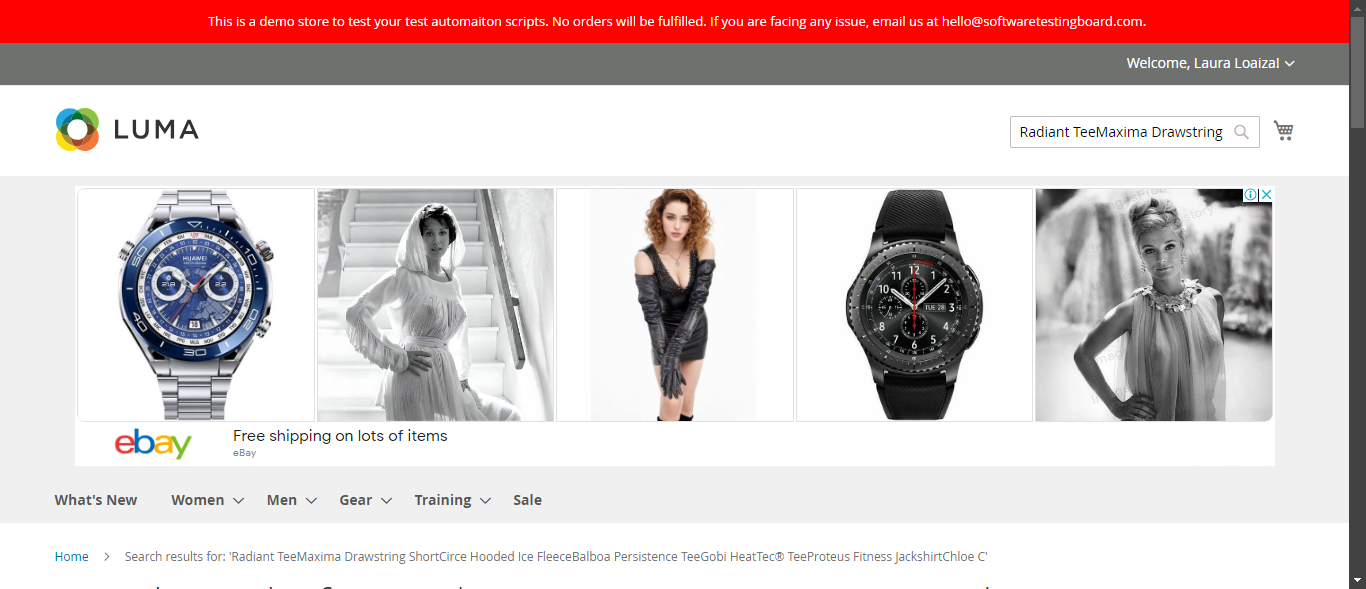 This is a demo store to test your test automaiton scripts. No orders will be fulfilled. If you are facing any issue, email us at hello@softwaretestingboard.com.
Welcome, Laura Loaiza!
LUMA
Radiant TeeMaxima Drawstring
HUAWEI
ebay
Free shipping on lots of items
eBay
What's New Women Men Gear Training Sale
Home Search results for: 'Radiant TeeMaxima Drawstring ShortCirce Hooded Ice FleeceBalboa Persistence TeeGobi HeatTec® TeeProteus Fitness JackshirtChloe C'